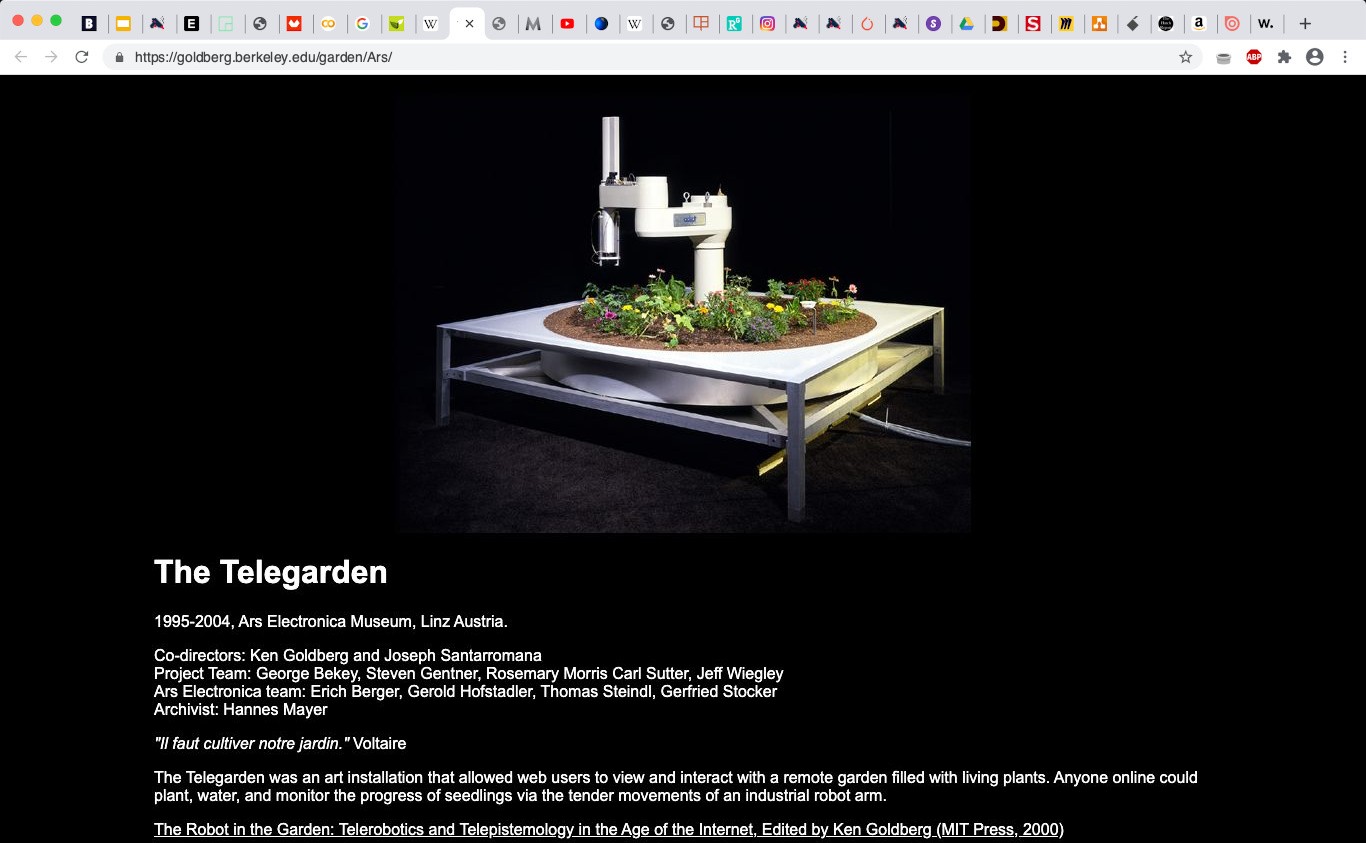 https://goldberg.berkeley.edu/garden/Ars/
ABP
The Telegarden
1995-2004, Ars Electronica Museum, Linz Austria.
Co-directors: Ken Goldberg and Joseph Santarromana
Project Team: George Bekey, Steven Gentner, Rosemary Morris Carl Sutter, Jeff Wiegley
Ars Electronica team: Erich Berger, Gerold Hofstadler, Thomas Steindl, Gerfried Stocker
Archivist: Hannes Mayer
"Il faut cultiver notre jardin." Voltaire
The Telegarden was an art installation that allowed web users to view and interact with a remote garden filled with living plants. Anyone online could
plant, water, and monitor the progress of seedlings via the tender movements of an industrial robot arm.
The Robot in the Garden: Telerobotics and Telepistemology in the Age of the Internet, Edited by Ken Goldberg (MIT Press, 2000)